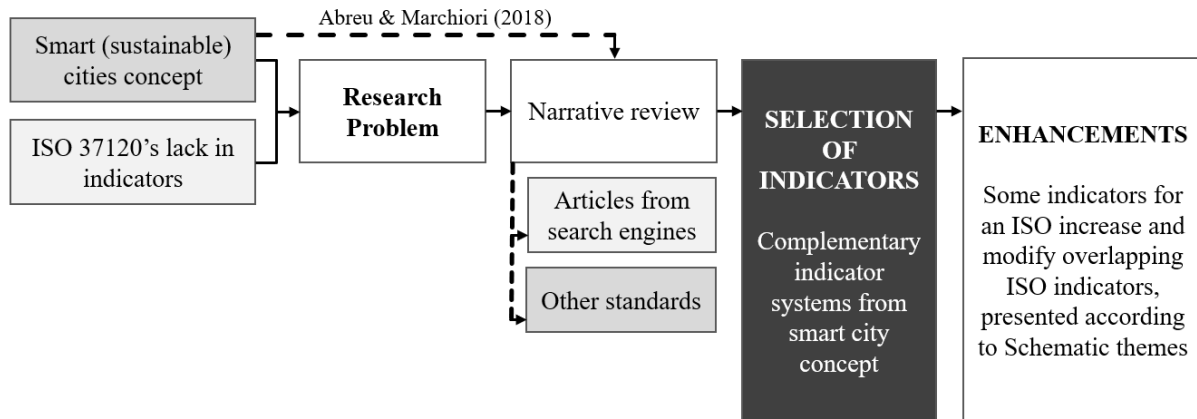 Abreu & Marchiori (2018)
Smart (sustainable)
cities concept
ISO 37120's lack in
indicators
Research
Problem
Narrative review
Articles from
search engines
Other standards
SELECTION
OF
INDICATORS
Complementary
indicator
systems from
smart city
concept
ENHANCEMENTS
Some indicators for
an ISO increase and
modify overlapping
ISO indicators,
presented according
to Schematic themes